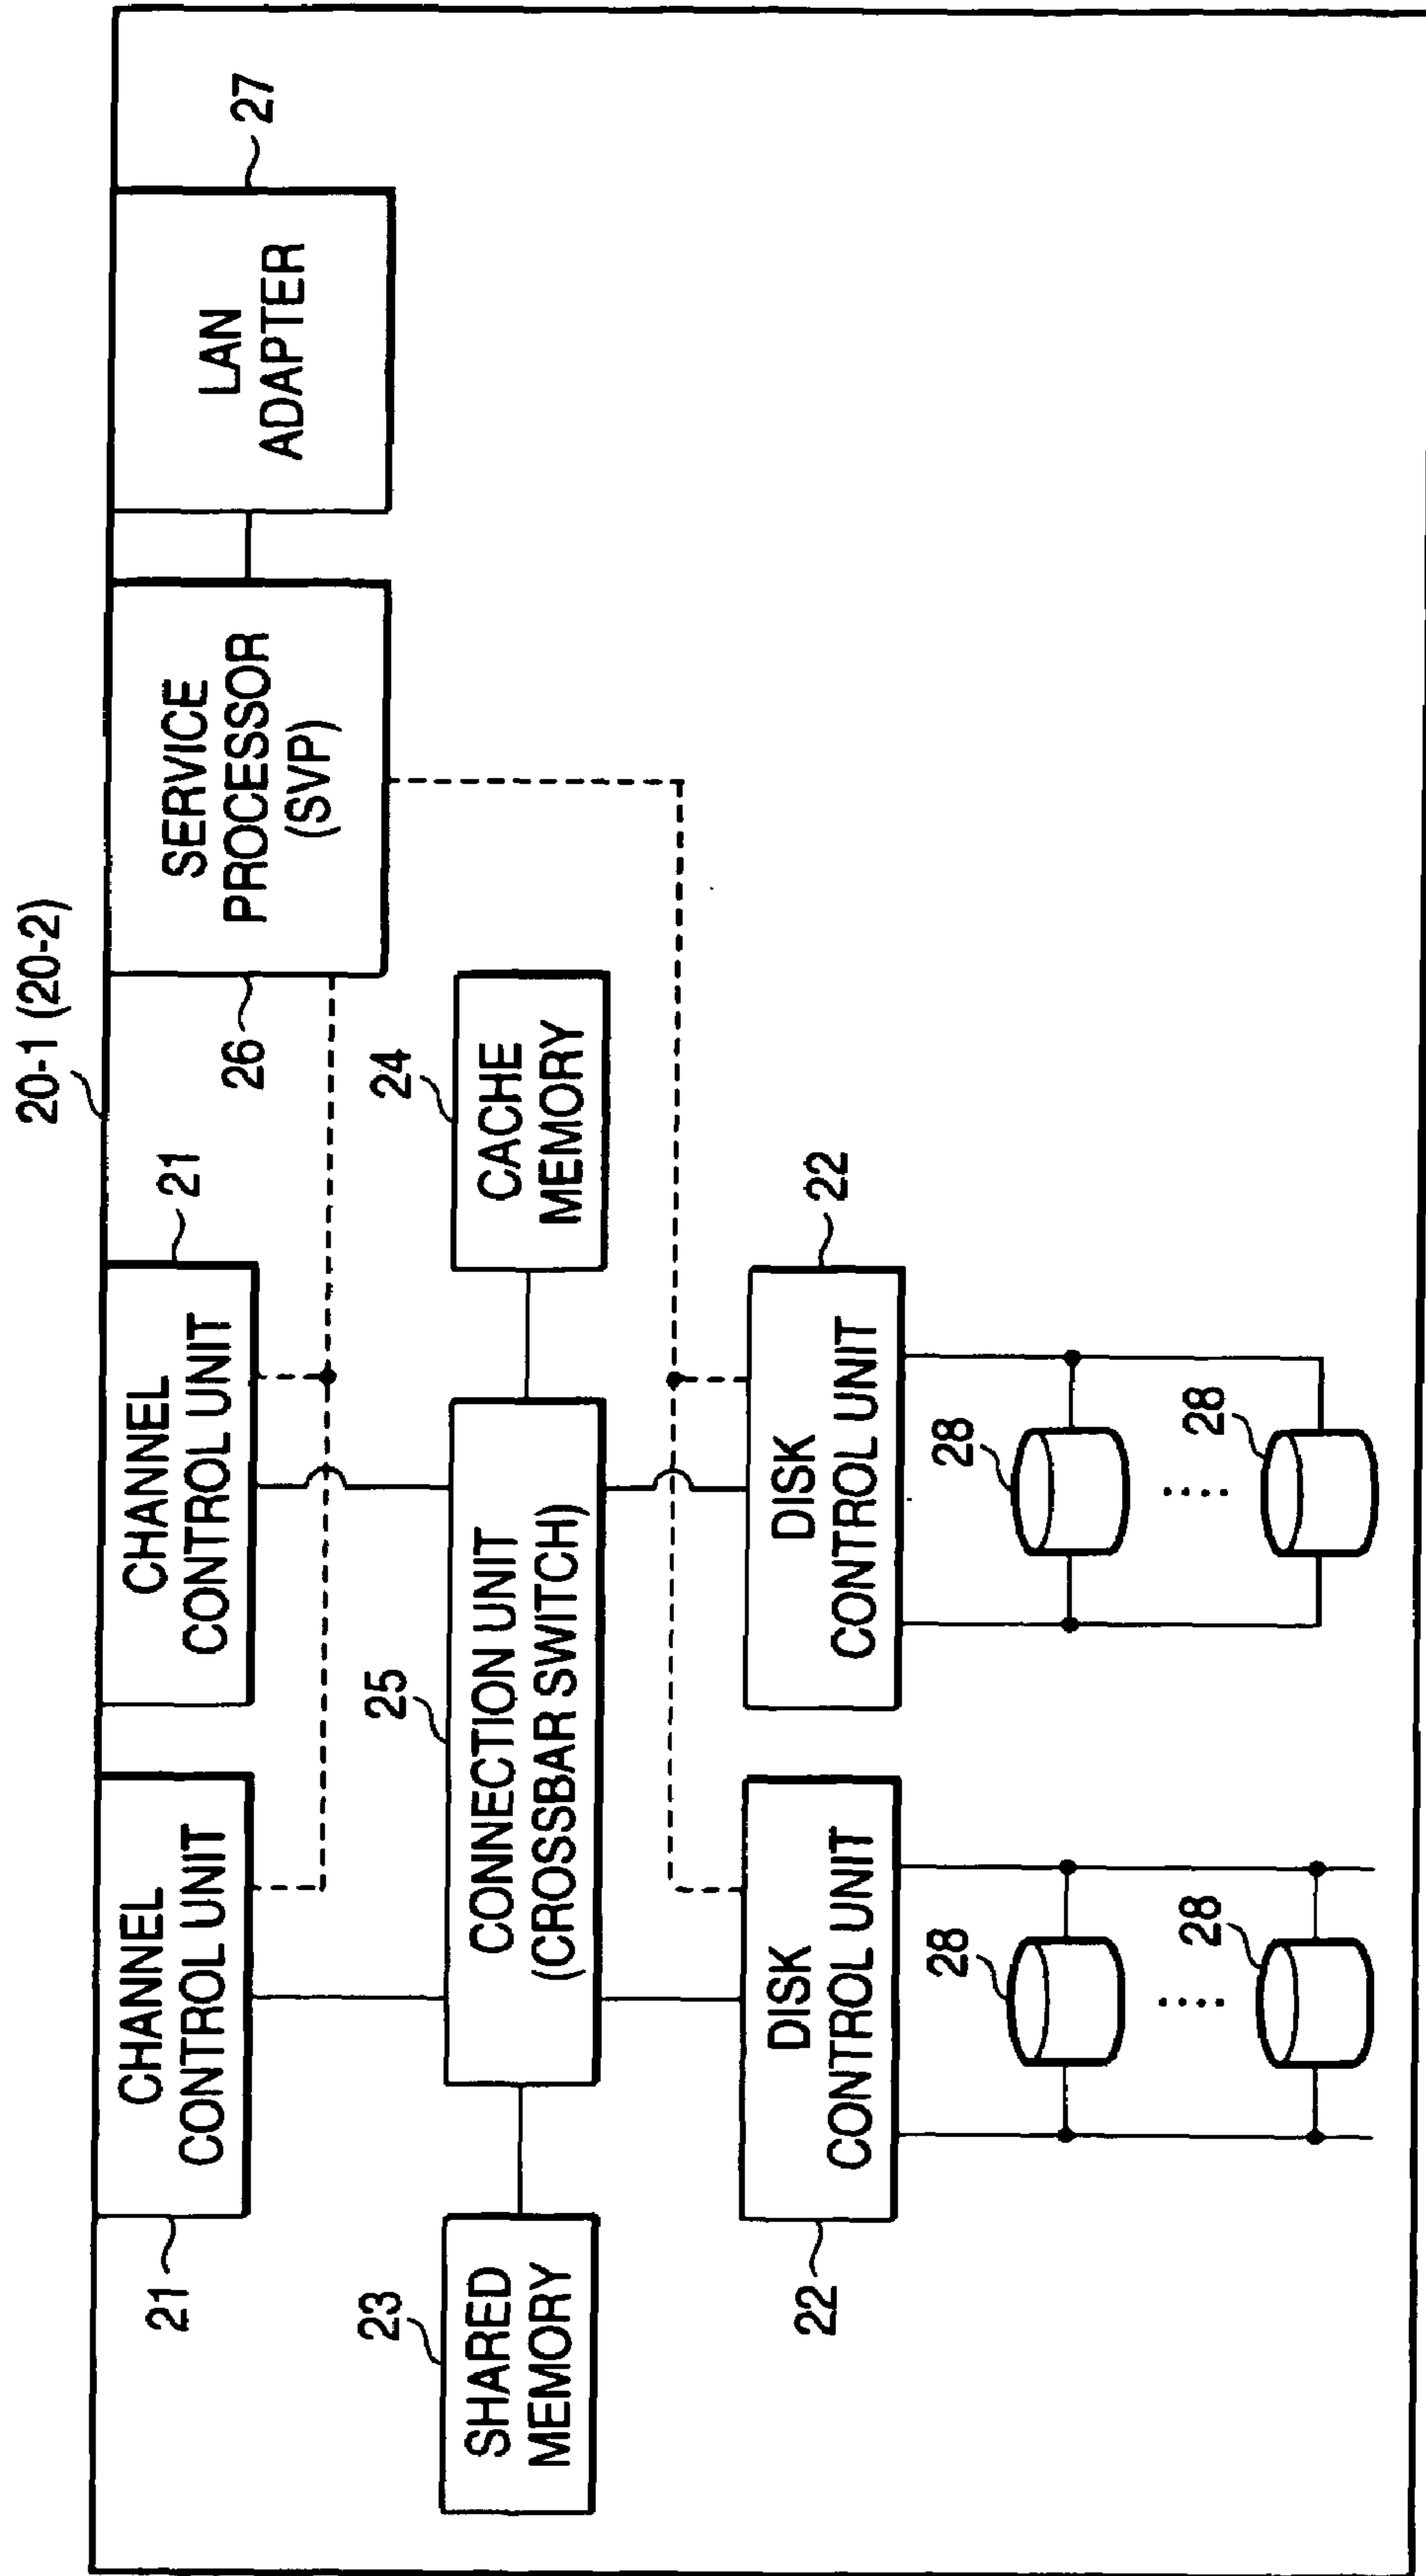 20-1 (20-2)
21
CHANNEL
CONTROL UNIT
CHANNEL
CONTROL UNIT
21
26
SERVICE
PROCESSOR
(SVP)
LAN
ADAPTER
27
23
SHARED
MEMORY
25
CONNECTION UNIT
(CROSSBAR SWITCH)
24
CACHE
MEMORY
22
DISK
CONTROL UNIT
DISK
CONTROL UNIT
22
28
28
28
28